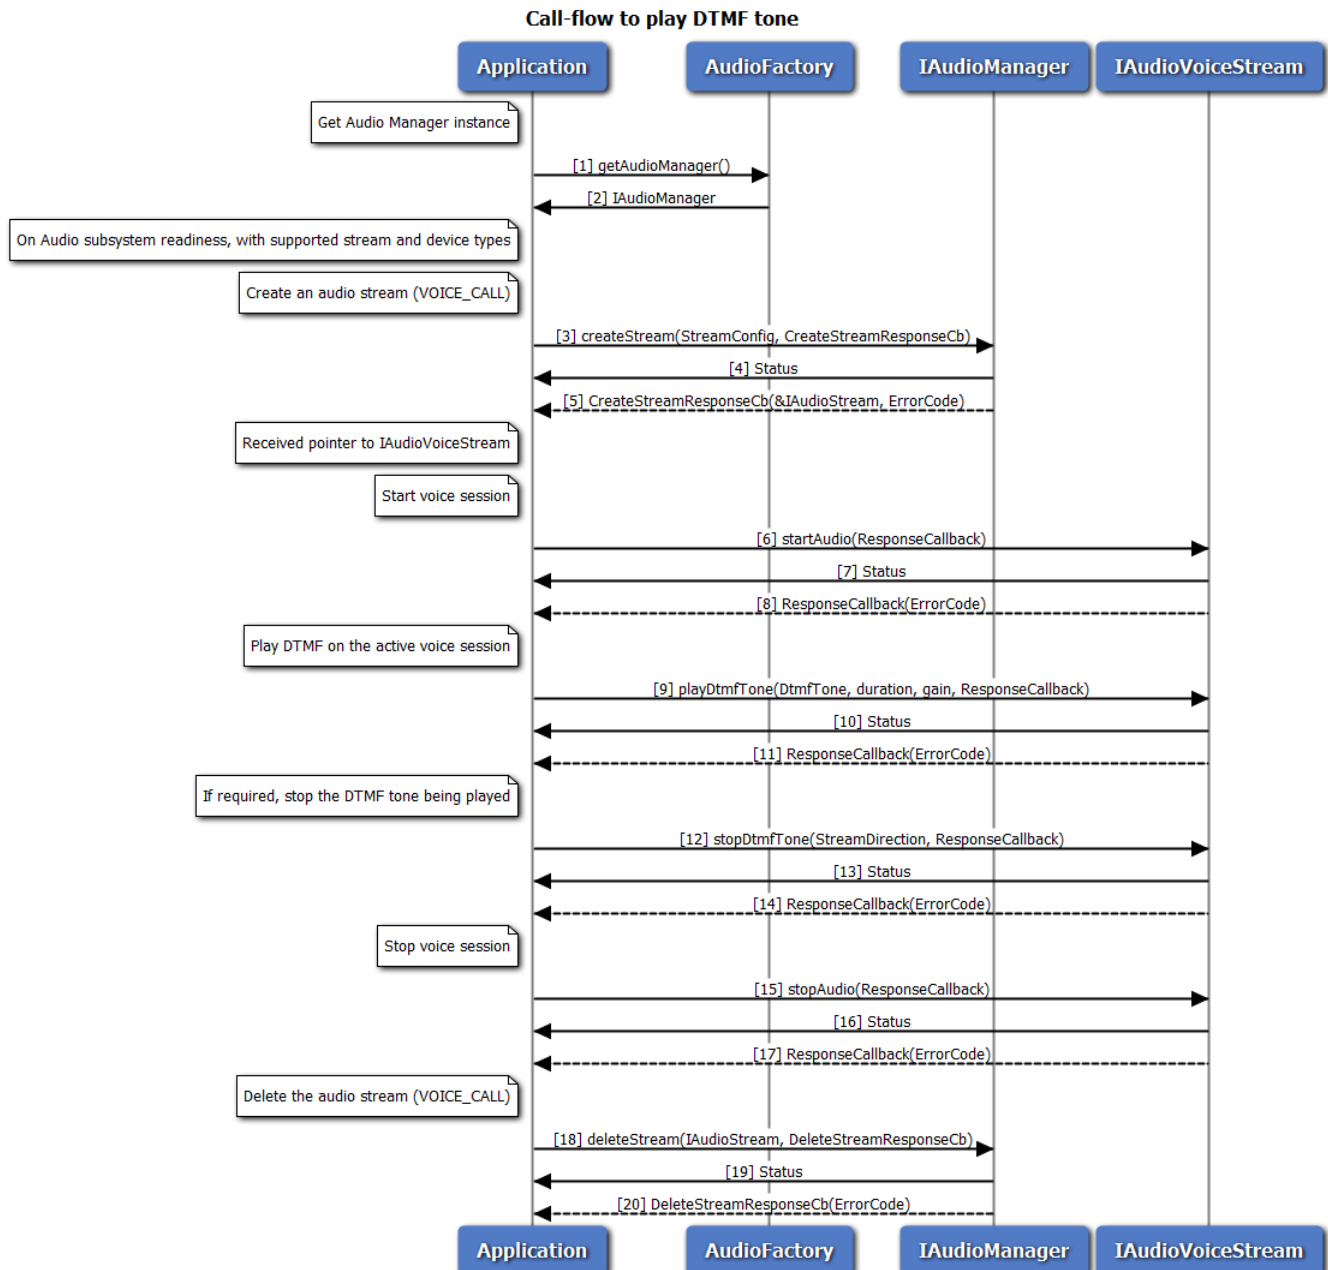 Call-flow to play DTMF tone
Application AudioFactory IAudioManager IAudioVoiceStream
Get Audio Manager instance
[1] getAudioManager()
[2] IAudioManager
On Audio subsystem readiness, with supported stream and device types
Create an audio stream (VOICE_CALL)
[3] createStream(StreamConfig, CreateStreamResponseCb)
[4] Status
[5] CreateStreamResponseCb(&IAudioStream, ErrorCode)
Received pointer to IAudioVoiceStream
Start voice session
[6] startAudio(ResponseCallback)
[7] Status
[8] ResponseCallback(ErrorCode)
Play DTMF on the active voice session
[9] playDtmfTone(DtmfTone, duration, gain, ResponseCallback)
[10] Status
[11] ResponseCallback(ErrorCode)
If required, stop the DTMF tone being played
[12] stopDtmfTone(StreamDirection, ResponseCallback)
[13] Status
[14] ResponseCallback(ErrorCode)
Stop voice session
[15] stopAudio(ResponseCallback)
[16] Status
[17] ResponseCallback(ErrorCode)
Delete the audio stream (VOICE_CALL)
[18] deleteStream(IAudioStream, DeleteStreamResponseCb)
[19] Status
[20] DeleteStreamResponseCb(ErrorCode)
Application AudioFactory IAudioManager IAudioVoiceStream